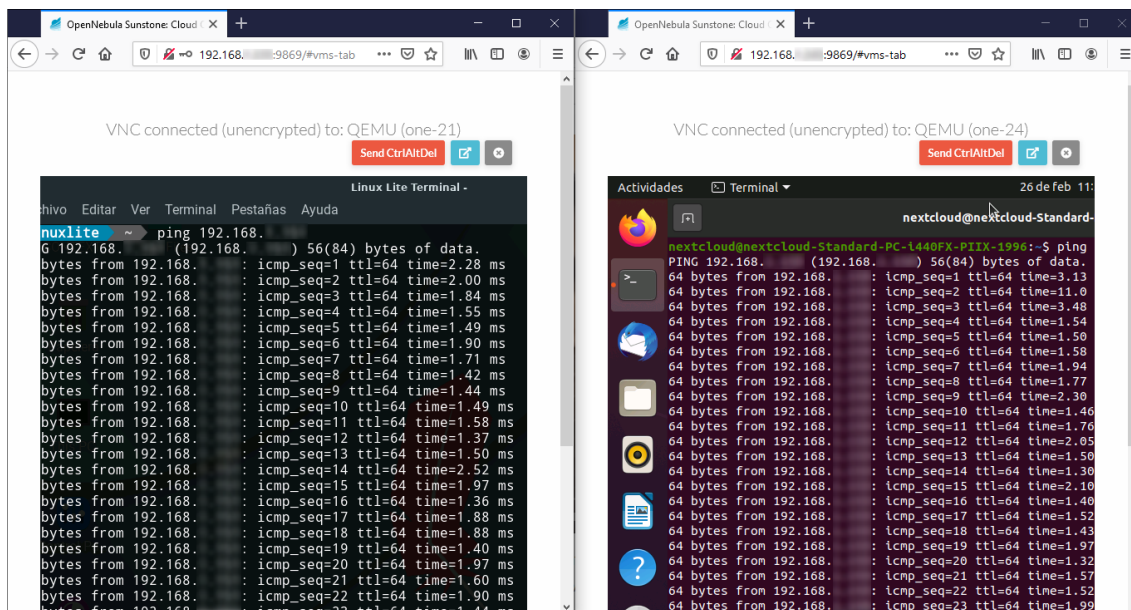 OpenNebula Sunstone: Cloud
192.168. :9869/#vms-tab
VNC connected (unencrypted) to: QEMU (one-21)
Send CtrlAltDel
Linux Lite Terminal -
hivo Editar Ver Terminal Pestañas Ayuda
nuxlite ~ ping 192.168.
G 192.168. (192.168. ) 56(84) bytes of data.
bytes from 192.168. : icmp_seq=1 ttl=64 time=2.28 ms
bytes from 192.168. : icmp_seq=2 ttl=64 time=2.00 ms
bytes from 192.168. : icmp_seq=3 ttl=64 time=1.84 ms
bytes from 192.168. : icmp_seq=4 ttl=64 time=1.55 ms
bytes from 192.168. : icmp_seq=5 ttl=64 time=1.49 ms
bytes from 192.168. : icmp_seq=6 ttl=64 time=1.90 ms
bytes from 192.168. : icmp_seq=7 ttl=64 time=1.71 ms
bytes from 192.168. : icmp_seq=8 ttl=64 time=1.42 ms
bytes from 192.168. : icmp_seq=9 ttl=64 time=1.44 ms
bytes from 192.168. : icmp_seq=10 ttl=64 time=1.49 ms
bytes from 192.168. : icmp_seq=11 ttl=64 time=1.58 ms
bytes from 192.168. : icmp_seq=12 ttl=64 time=1.37 ms
bytes from 192.168. : icmp_seq=13 ttl=64 time=1.50 ms
bytes from 192.168. : icmp_seq=14 ttl=64 time=2.52 ms
bytes from 192.168. : icmp_seq=15 ttl=64 time=1.97 ms
bytes from 192.168. : icmp_seq=16 ttl=64 time=1.36 ms
bytes from 192.168. : icmp_seq=17 ttl=64 time=1.88 ms
bytes from 192.168. : icmp_seq=18 ttl=64 time=1.88 ms
bytes from 192.168. : icmp_seq=19 ttl=64 time=1.40 ms
bytes from 192.168. : icmp_seq=20 ttl=64 time=1.97 ms
bytes from 192.168. : icmp_seq=21 ttl=64 time=1.60 ms
bytes from 192.168. : icmp_seq=22 ttl=64 time=1.90 ms
bytes from 192.168. : icmp_seq=23 ttl=64 time=1.44 ms
OpenNebula Sunstone: Cloud
192.168. :9869/#vms-tab
VNC connected (unencrypted) to: QEMU (one-24)
Send CtrlAltDel
Actividades Terminal 26 de feb 11:
nextcloud@nextcloud-Standard-
nextcloud@nextcloud-Standard-PC-i440FX-PIIX-1996:~$ ping
PING 192.168. (192.168. ) 56(84) bytes of data.
64 bytes from 192.168. : icmp_seq=1 ttl=64 time=3.13
64 bytes from 192.168. : icmp_seq=2 ttl=64 time=11.0
64 bytes from 192.168. : icmp_seq=3 ttl=64 time=3.48
64 bytes from 192.168. : icmp_seq=4 ttl=64 time=1.54
64 bytes from 192.168. : icmp_seq=5 ttl=64 time=1.50
64 bytes from 192.168. : icmp_seq=6 ttl=64 time=1.58
64 bytes from 192.168. : icmp_seq=7 ttl=64 time=1.94
64 bytes from 192.168. : icmp_seq=8 ttl=64 time=1.77
64 bytes from 192.168. : icmp_seq=9 ttl=64 time=2.30
64 bytes from 192.168. : icmp_seq=10 ttl=64 time=1.46
64 bytes from 192.168. : icmp_seq=11 ttl=64 time=1.76
64 bytes from 192.168. : icmp_seq=12 ttl=64 time=2.05
64 bytes from 192.168. : icmp_seq=13 ttl=64 time=1.50
64 bytes from 192.168. : icmp_seq=14 ttl=64 time=1.30
64 bytes from 192.168. : icmp_seq=15 ttl=64 time=2.10
64 bytes from 192.168. : icmp_seq=16 ttl=64 time=1.40
64 bytes from 192.168. : icmp_seq=17 ttl=64 time=1.52
64 bytes from 192.168. : icmp_seq=18 ttl=64 time=1.43
64 bytes from 192.168. : icmp_seq=19 ttl=64 time=1.97
64 bytes from 192.168. : icmp_seq=20 ttl=64 time=1.32
64 bytes from 192.168. : icmp_seq=21 ttl=64 time=1.57
64 bytes from 192.168. : icmp_seq=22 ttl=64 time=1.52
64 bytes from 192.168. : icmp_seq=23 ttl=64 time=1.99